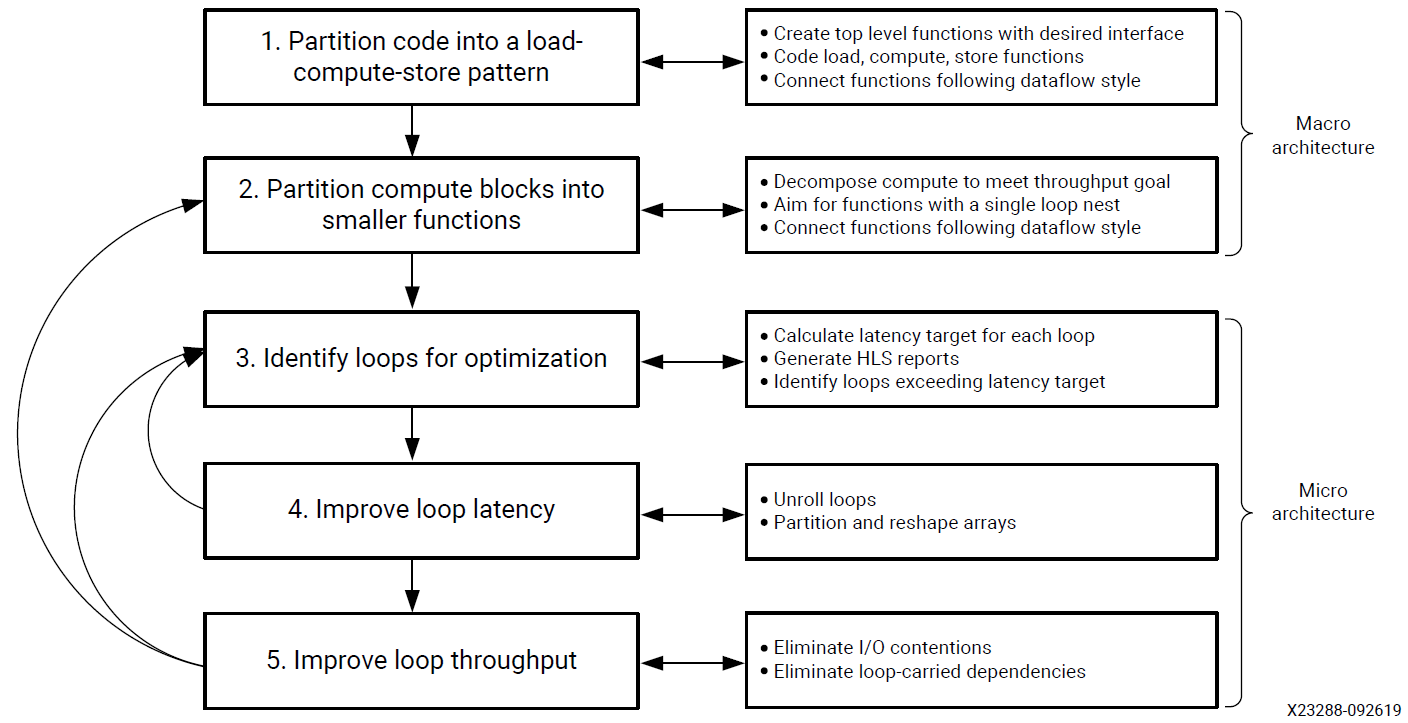 1. Partition code into a load-
compute-store pattern
• Create top level functions with desired interface
• Code load, compute, store functions
• Connect functions following dataflow style
Macro
architecture
2. Partition compute blocks into
smaller functions
• Decompose compute to meet throughput goal
• Aim for functions with a single loop nest
• Connect functions following dataflow style
3. Identify loops for optimization
• Calculate latency target for each loop
• Generate HLS reports
• Identify loops exceeding latency target
4. Improve loop latency
• Unroll loops
• Partition and reshape arrays
Micro
architecture
5. Improve loop throughput
• Eliminate I/O contentions
• Eliminate loop-carried dependencies
X23288-092619